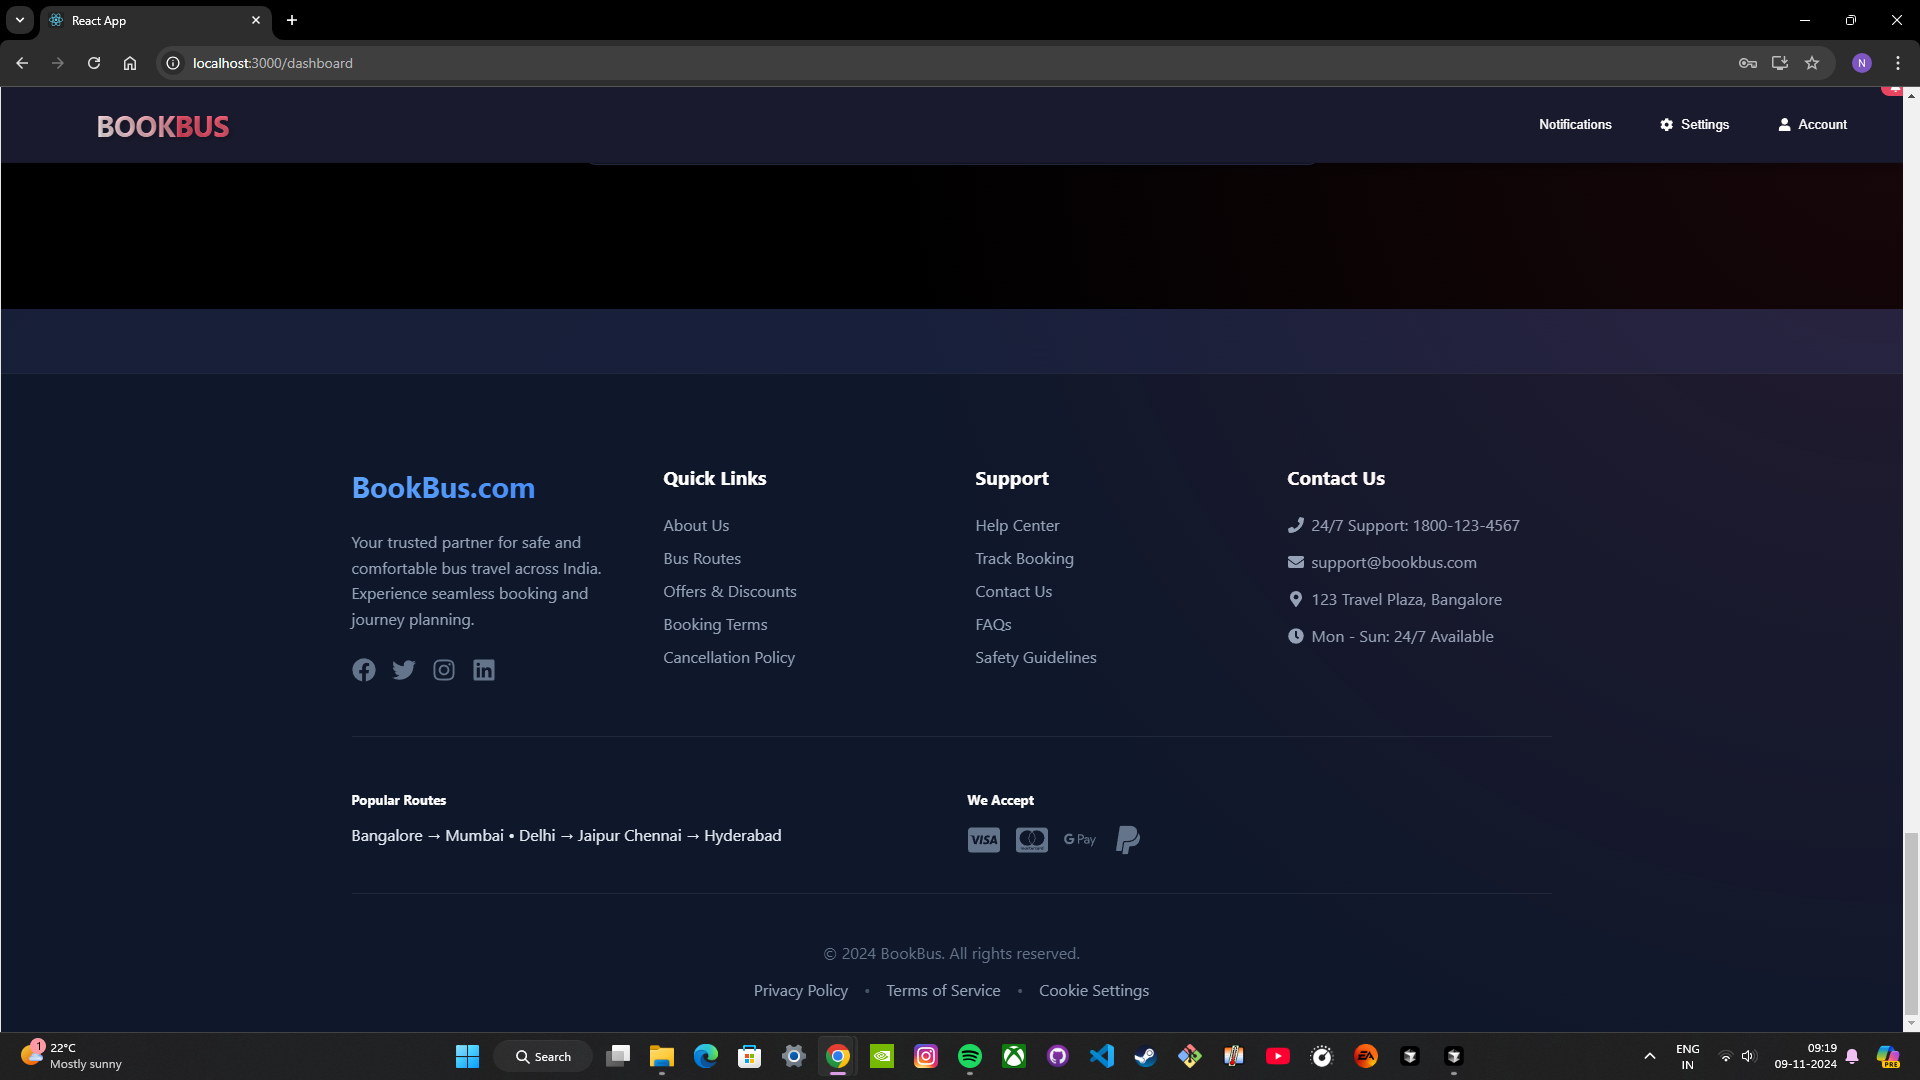 React App
localhost:3000/dashboard
N
BOOKBUS
Notifications
Settings
Account
BookBus.com
Your trusted partner for safe and
comfortable bus travel across India.
Experience seamless booking and
journey planning.
Quick Links
About Us
Bus Routes
Offers & Discounts
Booking Terms
Cancellation Policy
Support
Help Center
Track Booking
Contact Us
FAQs
Safety Guidelines
Contact Us
24/7 Support: 1800-123-4567
support@bookbus.com
123 Travel Plaza, Bangalore
Mon - Sun: 24/7 Available
Popular Routes
Bangalore → Mumbai • Delhi → Jaipur Chennai → Hyderabad
We Accept
VISA
G Pay
© 2024 BookBus. All rights reserved.
Privacy Policy • Terms of Service • Cookie Settings
1
22°C
Mostly sunny
Search
EA
ENG
IN
09:19
09-11-2024
PRE